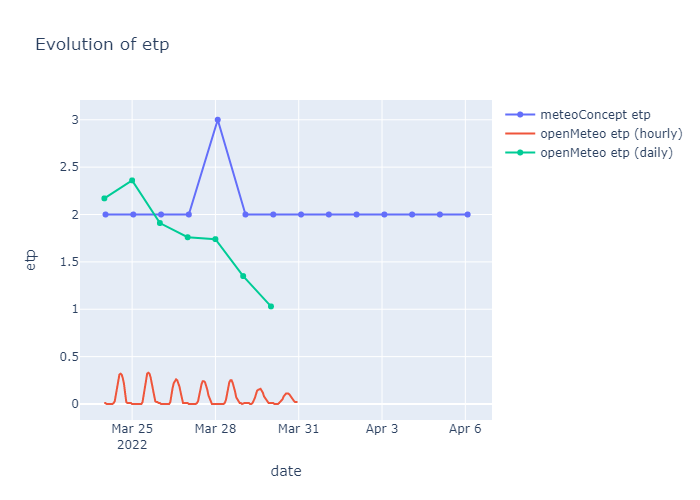 Evolution of etp
meteoConcept etp
openMeteo etp (hourly)
openMeteo etp (daily)
etp
3
2.5
2
1.5
1
0.5
0
Mar 25
2022
Mar 28
Mar 31
Apr 3
Apr 6
date